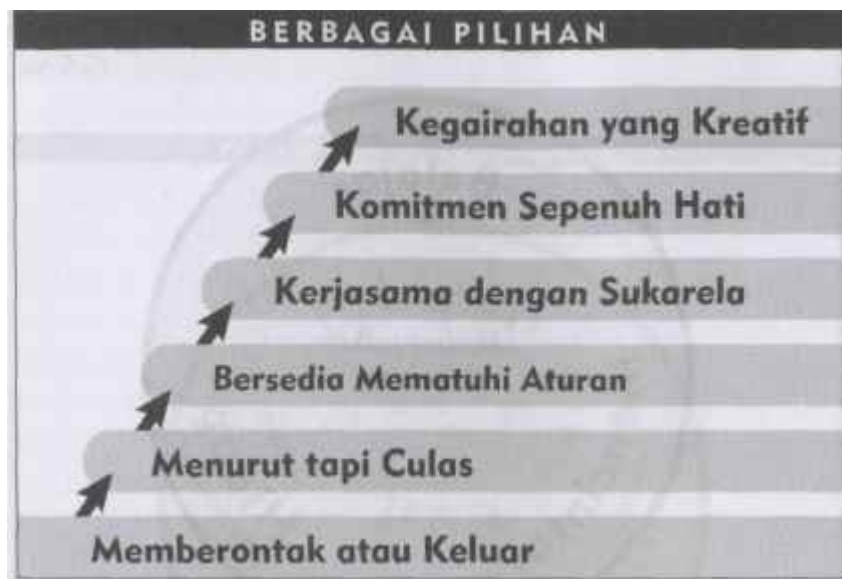 BERBAGAI PILIHAN
Kegairahan yang Kreatif
Komitmen Sepenuh Hati
Kerjasama dengan Sukarela
Bersedia Mematuhi Aturan
Menurut tapi Culas
Memberontak atau Keluar